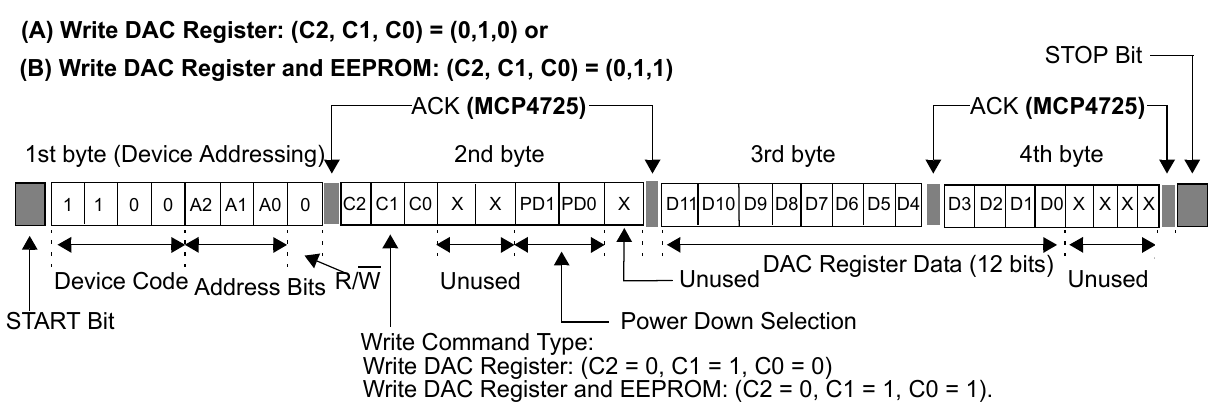 (A) Write DAC Register: (C2, C1, C0) = (0,1,0) or
(B) Write DAC Register and EEPROM: (C2, C1, C0) = (0,1,1)
STOP Bit
ACK (MCP4725)
ACK (MCP4725)
1st byte (Device Addressing)
2nd byte
3rd byte
4th byte
1 1 0 0 A2 A1 A0 0 C2 C1 C0 X X PD1 PD0 X D11 D10 D9 D8 D7 D6 D5 D4 D3 D2 D1 D0 X X X X
Device Code
Address Bits
R/W̅
Unused
Unused
DAC Register Data (12 bits)
Unused
START Bit
Power Down Selection
Write Command Type:
Write DAC Register: (C2 = 0, C1 = 1, C0 = 0)
Write DAC Register and EEPROM: (C2 = 0, C1 = 1, C0 = 1).